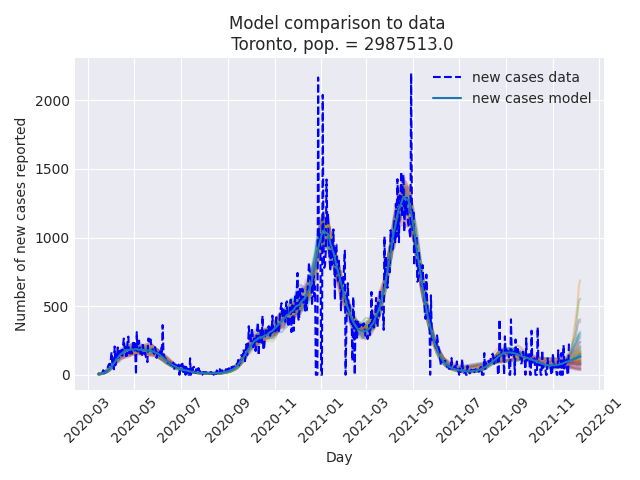 Model comparison to data
Toronto, pop. = 2987513.0
new cases data
new cases model
Number of new cases reported
2000
1500
1000
500
0
2020-03
2020-05
2020-07
2020-09
2020-11
2021-01
2021-03
2021-05
2021-07
2021-09
2021-11
2022-01
Day